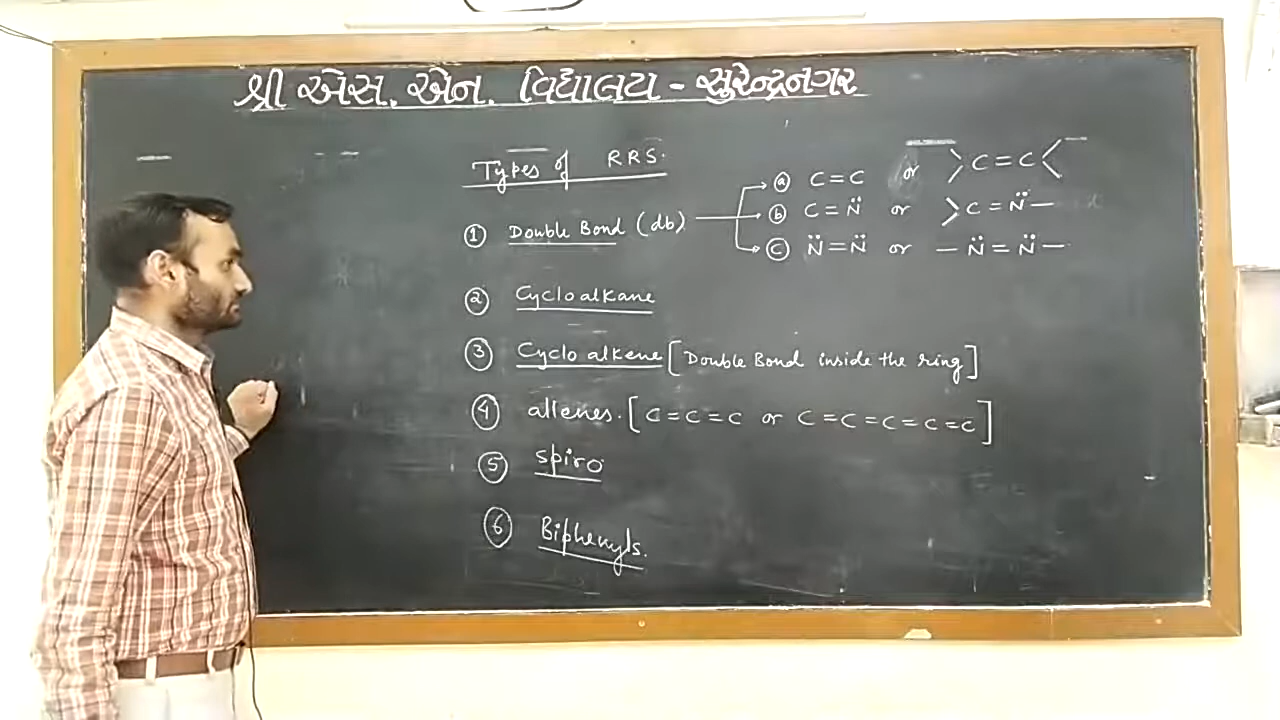 શ્રી એસ. એન. વિદ્યાલય - સુરેન્દ્રનગર
Types of RRS.
① Double Bond (db)
ⓐ C=C or >C=C<
ⓑ C=N̈ or >C=N̈—
ⓒ N̈=N̈ or —N̈=N̈—
② Cycloalkane
③ Cyclo alkene [Double Bond inside the ring]
④ allenes. [C=C=C or C=C=C=C=C]
⑤ spiro
⑥ Biphenyls.